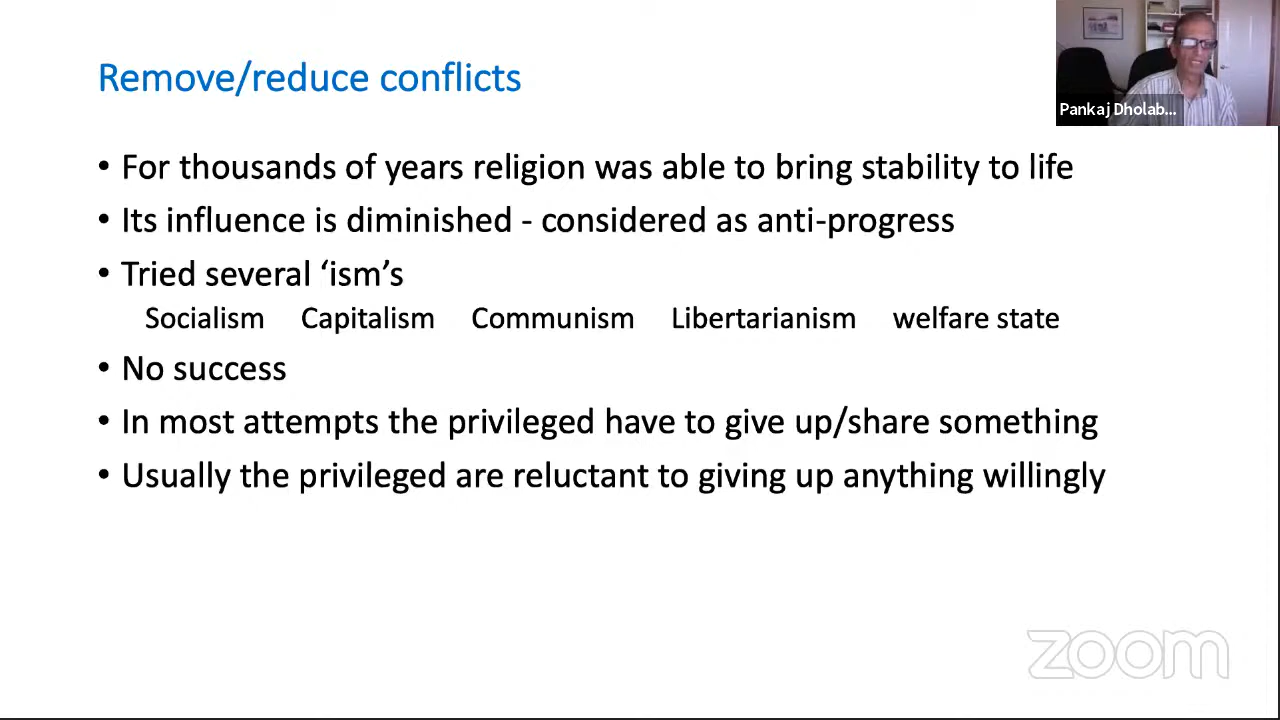 Remove/reduce conflicts
Pankaj Dholab...
• For thousands of years religion was able to bring stability to life
• Its influence is diminished - considered as anti-progress
• Tried several ‘ism’s
Socialism Capitalism Communism Libertarianism welfare state
• No success
• In most attempts the privileged have to give up/share something
• Usually the privileged are reluctant to giving up anything willingly
zoom